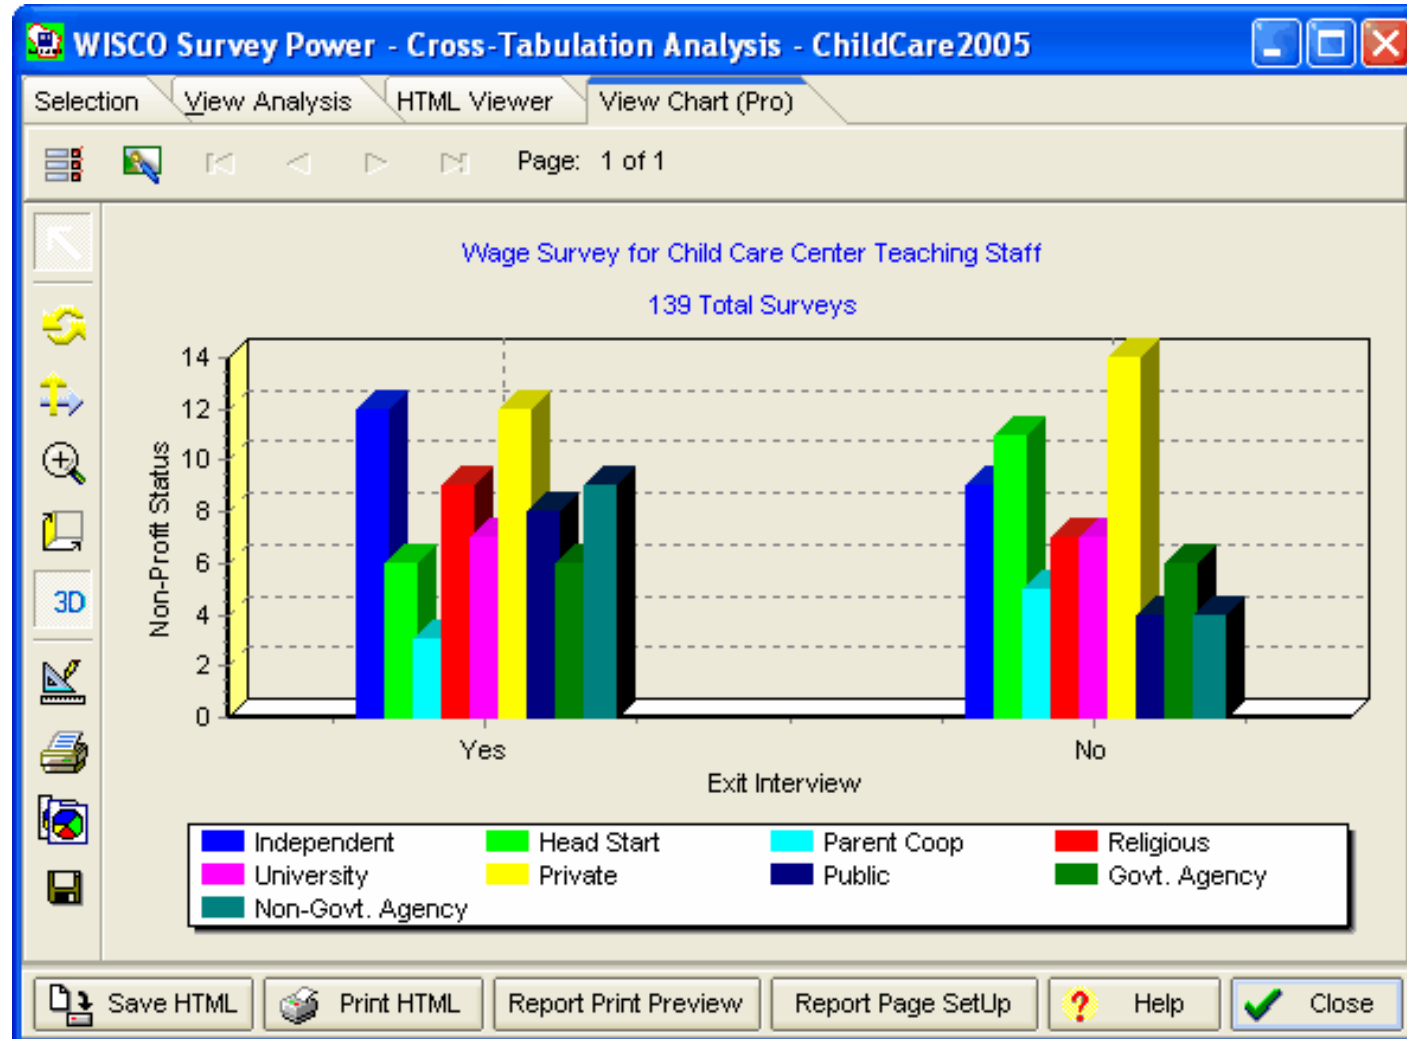 WISCO Survey Power - Cross-Tabulation Analysis - ChildCare2005
Selection View Analysis HTML Viewer View Chart (Pro)
Page: 1 of 1
Wage Survey for Child Care Center Teaching Staff
139 Total Surveys
14
12
10
8
6
4
2
0
Non-Profit Status
3D
Yes No
Exit Interview
Independent Head Start Parent Coop Religious
University Private Public Govt. Agency
Non-Govt. Agency
Save HTML Print HTML Report Print Preview Report Page SetUp ? Help Close